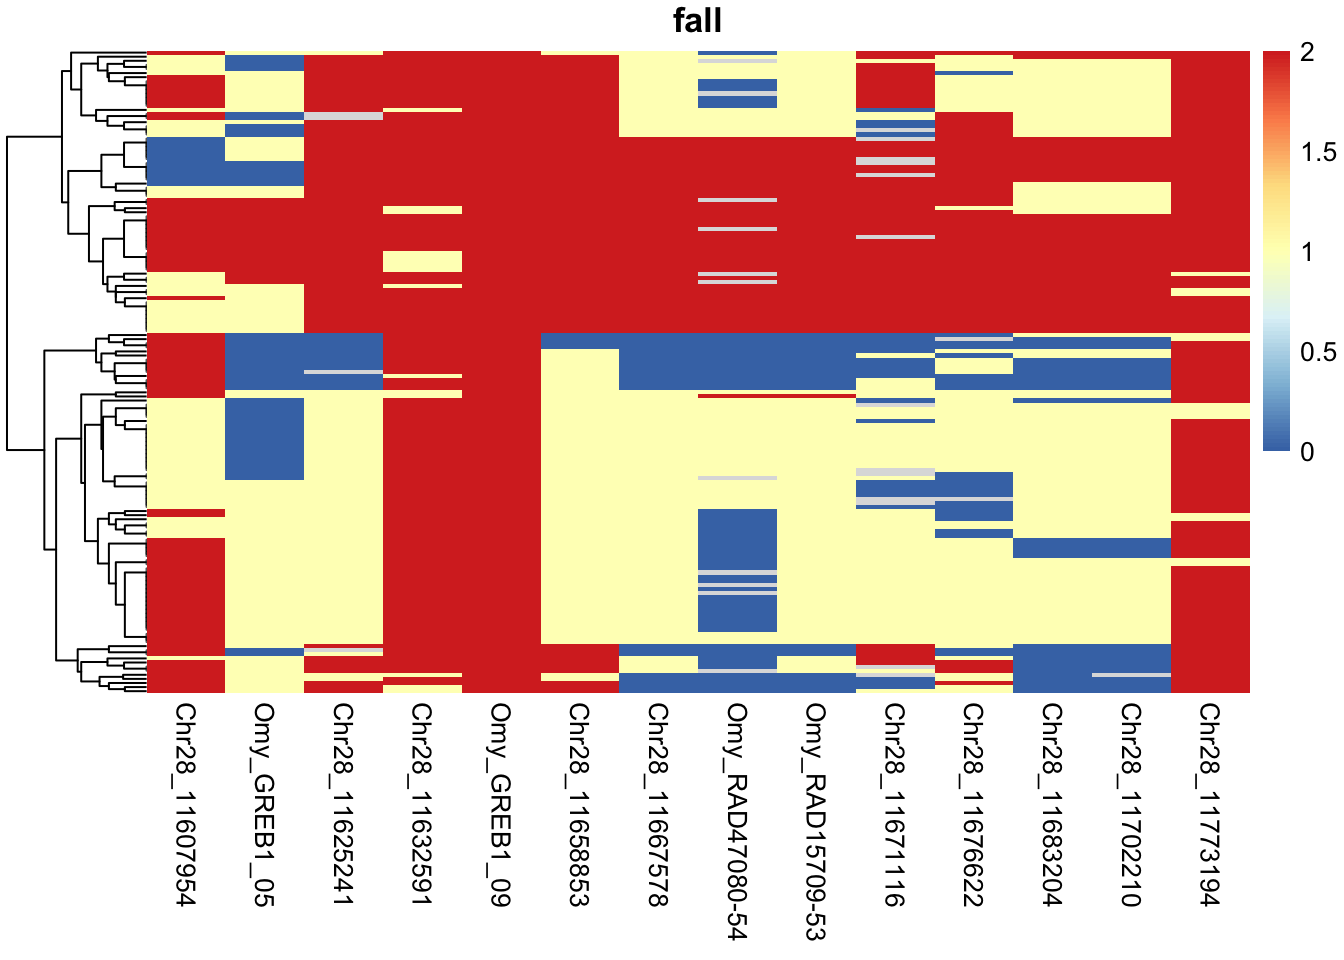 fall
2
1.5
1
0.5
0
Chr28_11607954
Omy_GREB1_05
Chr28_11625241
Chr28_11632591
Omy_GREB1_09
Chr28_11658853
Chr28_11667578
Omy_RAD47080-54
Omy_RAD15709-53
Chr28_11671116
Chr28_11676622
Chr28_11683204
Chr28_11702210
Chr28_11773194